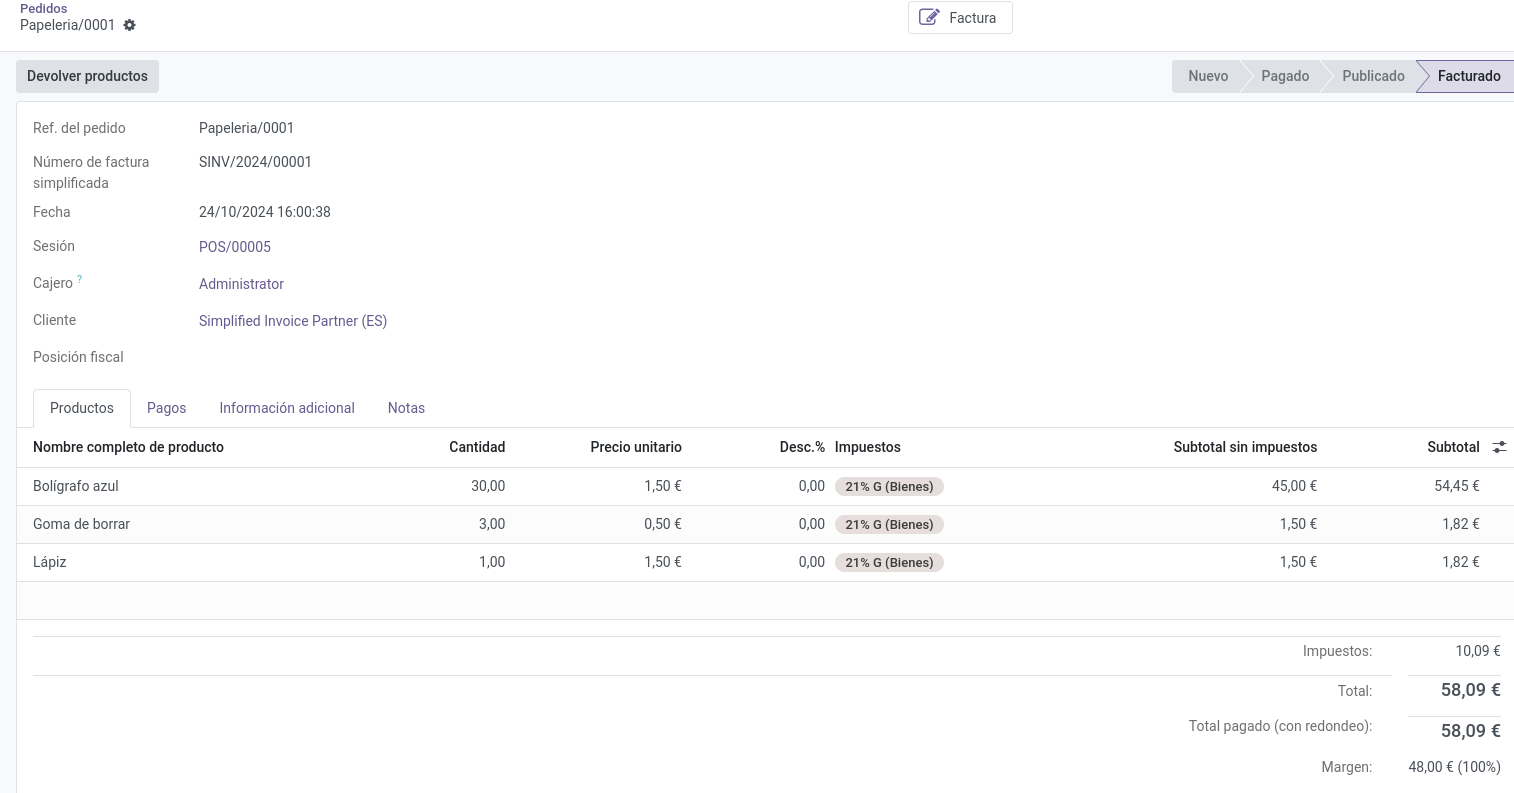 Pedidos
Papeleria/0001
Factura
Devolver productos
Nuevo Pagado Publicado Facturado
Ref. del pedido Papeleria/0001
Número de factura simplificada SINV/2024/00001
Fecha 24/10/2024 16:00:38
Sesión POS/00005
Cajero ? Administrator
Cliente Simplified Invoice Partner (ES)
Posición fiscal
Productos Pagos Información adicional Notas
Nombre completo de producto Cantidad Precio unitario Desc.% Impuestos Subtotal sin impuestos Subtotal
Bolígrafo azul 30,00 1,50 € 0,00 21% G (Bienes) 45,00 € 54,45 €
Goma de borrar 3,00 0,50 € 0,00 21% G (Bienes) 1,50 € 1,82 €
Lápiz 1,00 1,50 € 0,00 21% G (Bienes) 1,50 € 1,82 €
Impuestos: 10,09 €
Total: 58,09 €
Total pagado (con redondeo): 58,09 €
Margen: 48,00 € (100%)